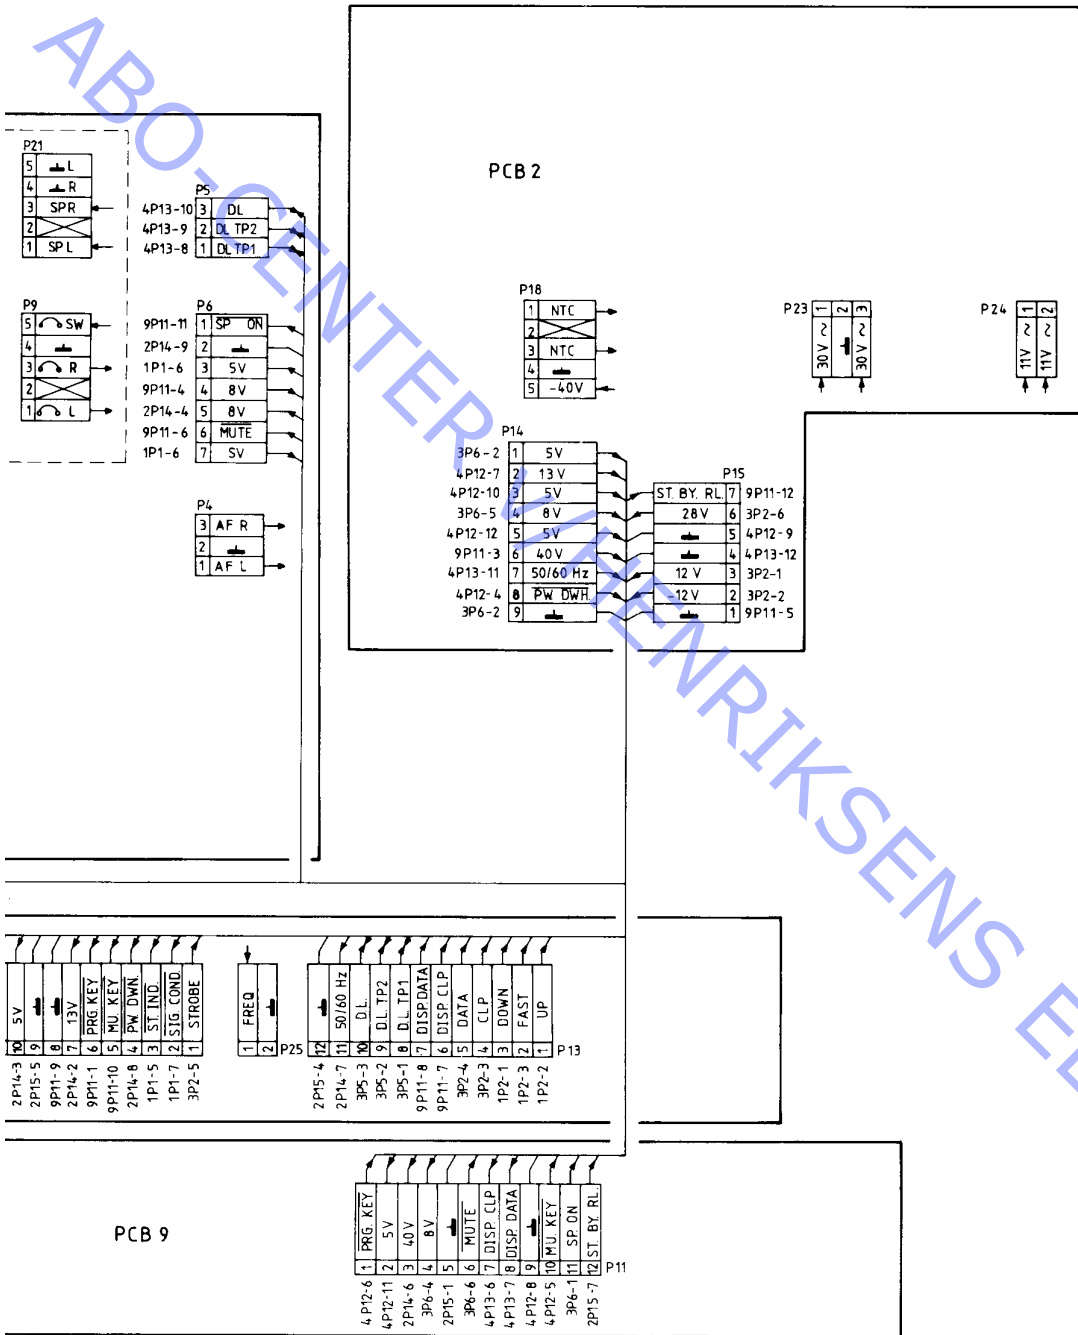 PCB 2
P21
5 L
4 R
3 SP R
2
1 SP L
P5
4P13-10 3 DL
4P13-9 2 DL TP2
4P13-8 1 DL TP1
P9
5 SW
4
3 R
2
1 L
P6
9P11-11 1 SP ON
2P14-9 2
1P1-6 3 5V
9P11-4 4 8V
2P14-4 5 8V
9P11-6 6 MUTE
1P1-6 7 5V
P4
3 AF R
2
1 AF L
P18
1 NTC
2
3 NTC
4
5 -40V
P23 1 2 3
30V ~ 30V ~
P24 1 2
11V ~ 11V ~
P14
3P6-2 1 5V
4P12-7 2 13V
4P12-10 3 5V
3P6-5 4 8V
4P12-12 5 5V
9P11-3 6 40V
4P13-11 7 50/60 Hz
4P12-4 8 PW. DWH.
3P6-2 9
P15
ST. BY. RL. 7 9P11-12
28V 6 3P2-6
5 4P12-9
4 4P13-12
12V 3 3P2-1
-12V 2 3P2-2
1 9P11-5
5V 10 2P14-3
9 2P15-5
8 9P11-9
13V 7 2P14-2
PRG. KEY 6 9P11-1
MU. KEY 5 9P11-10
PW. DWN. 4 2P14-8
ST. IND. 3 1P1-5
SIG. COND. 2 1P1-7
STROBE 1 3P2-5
FREQ 1
2
P25
12 2P15-4
50/60 Hz 11 2P14-7
D.L. 10 3P5-3
D.L. TP2 9 3P5-2
D.L. TP1 8 3P5-1
DISP.DATA 7 9P11-8
DISP. CLP 6 9P11-7
DATA 5 3P2-4
CLP 4 3P2-3
DOWN 3 1P2-1
FAST 2 1P2-3
UP 1 1P2-2
P13
PCB 9
PRG. KEY 1 4P12-6
5V 2 4P12-11
40V 3 2P14-6
8V 4 3P6-4
5 2P15-1
MUTE 6 3P6-6
DISP. CLP 7 4P13-6
DISP. DATA 8 4P13-7
9 4P12-8
MU. KEY 10 4P12-5
SP. ON 11 3P6-1
ST. BY. RL. 12 2P15-7
P11
ABO-CENTER V/HENRIKSENS